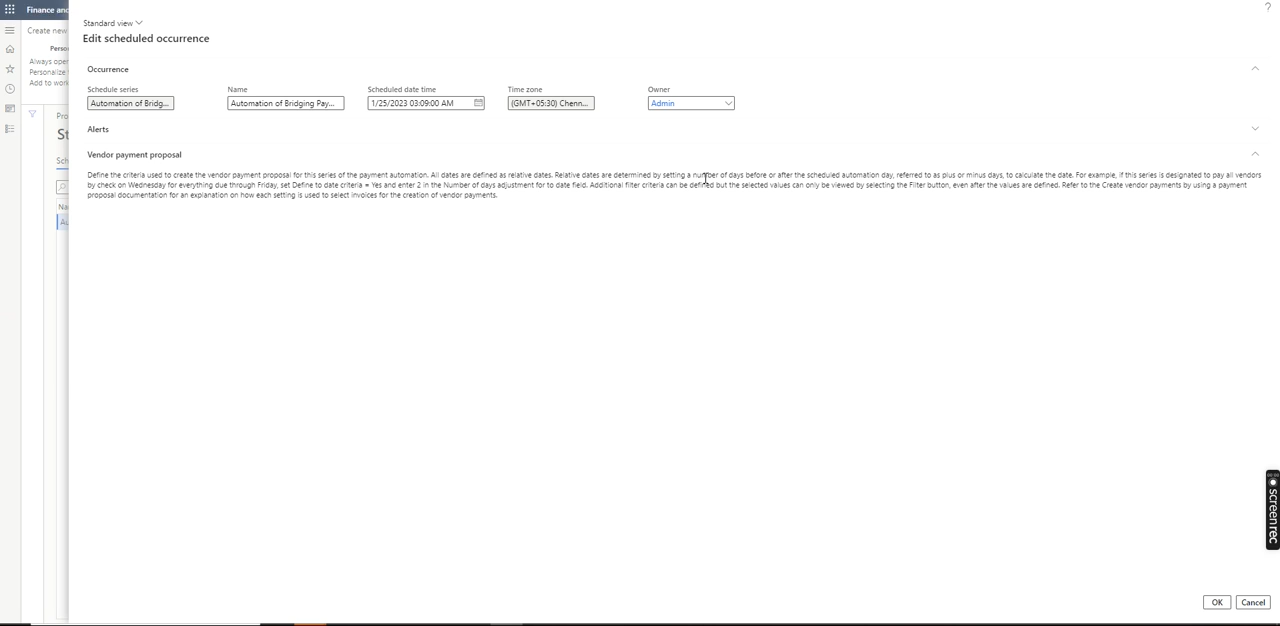 Finance and
Standard view
Edit scheduled occurrence
Create new
Perso
Always oper
Personalize
Add to work
Occurrence
Schedule series
Name
Scheduled date time
Time zone
Owner
Automation of Bridg...
Automation of Bridging Pay...
1/25/2023 03:09:00 AM
(GMT+05:30) Chenn...
Admin
Alerts
Pro
St
Sch
Na
Au
Vendor payment proposal
Define the criteria used to create the vendor payment proposal for this series of the payment automation. All dates are defined as relative dates. Relative dates are determined by setting a number of days before or after the scheduled automation day, referred to as plus or minus days, to calculate the date. For example, if this series is designated to pay all vendors
by check on Wednesday for everything due through Friday, set Define to date criteria = Yes and enter 2 in the Number of days adjustment for to date field. Additional filter criteria can be defined but the selected values can only be viewed by selecting the Filter button, even after the values are defined. Refer to the Create vendor payments by using a payment
proposal documentation for an explanation on how each setting is used to select invoices for the creation of vendor payments.
screenrec
OK
Cancel